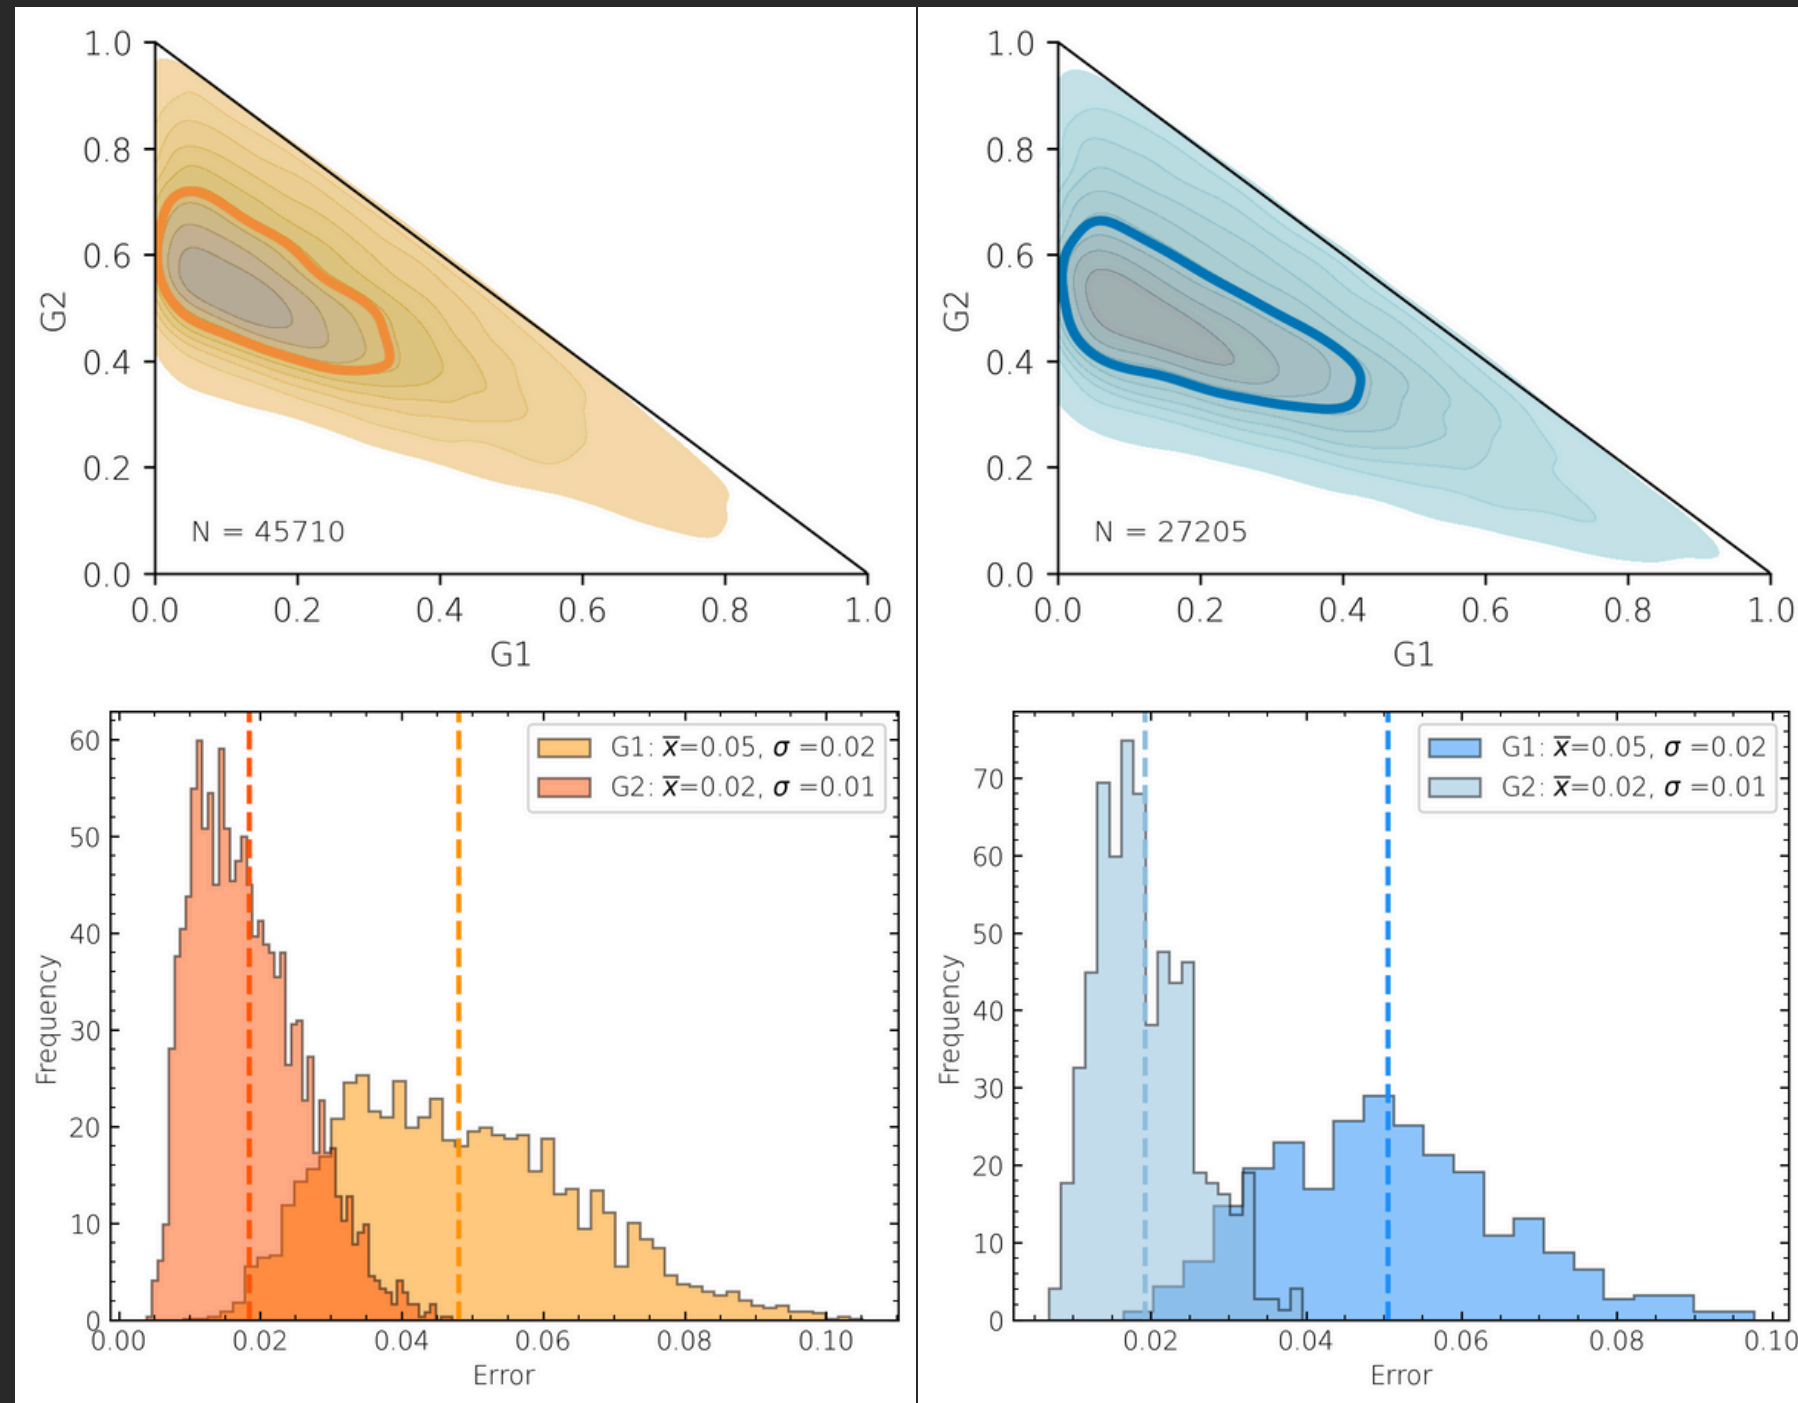 1.0
0.8
0.6
0.4
0.2
0.0
G2
N = 45710
0.0 0.2 0.4 0.6 0.8 1.0
G1
1.0
0.8
0.6
0.4
0.2
0.0
G2
N = 27205
0.0 0.2 0.4 0.6 0.8 1.0
G1
60
50
40
30
20
10
0
Frequency
G1: x̅=0.05, σ =0.02
G2: x̅=0.02, σ =0.01
0.00 0.02 0.04 0.06 0.08 0.10
Error
70
60
50
40
30
20
10
0
Frequency
G1: x̅=0.05, σ =0.02
G2: x̅=0.02, σ =0.01
0.02 0.04 0.06 0.08 0.10
Error